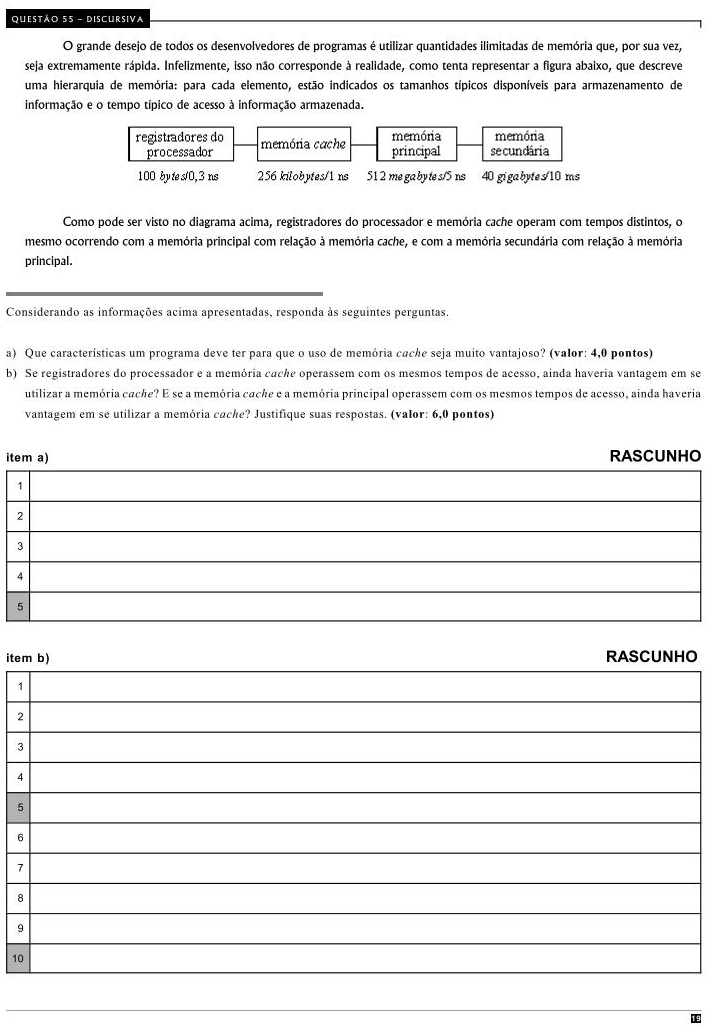 QUESTÃO 55 – DISCURSIVA
O grande desejo de todos os desenvolvedores de programas é utilizar quantidades ilimitadas de memória que, por sua vez,
seja extremamente rápida. Infelizmente, isso não corresponde à realidade, como tenta representar a figura abaixo, que descreve
uma hierarquia de memória: para cada elemento, estão indicados os tamanhos típicos disponíveis para armazenamento de
informação e o tempo típico de acesso à informação armazenada.
registradores do
processador
memória cache
memória
principal
memória
secundária
100 bytes/0,3 ns
256 kilobytes/1 ns
512 megabytes/5 ns
40 gigabytes/10 ms
Como pode ser visto no diagrama acima, registradores do processador e memória cache operam com tempos distintos, o
mesmo ocorrendo com a memória principal com relação à memória cache, e com a memória secundária com relação à memória
principal.
Considerando as informações acima apresentadas, responda às seguintes perguntas.
a) Que características um programa deve ter para que o uso de memória cache seja muito vantajoso? (valor: 4,0 pontos)
b) Se registradores do processador e a memória cache operassem com os mesmos tempos de acesso, ainda haveria vantagem em se
utilizar a memória cache? E se a memória cache e a memória principal operassem com os mesmos tempos de acesso, ainda haveria
vantagem em se utilizar a memória cache? Justifique suas respostas. (valor: 6,0 pontos)
item a)
RASCUNHO
1
2
3
4
5
item b)
RASCUNHO
1
2
3
4
5
6
7
8
9
10
19